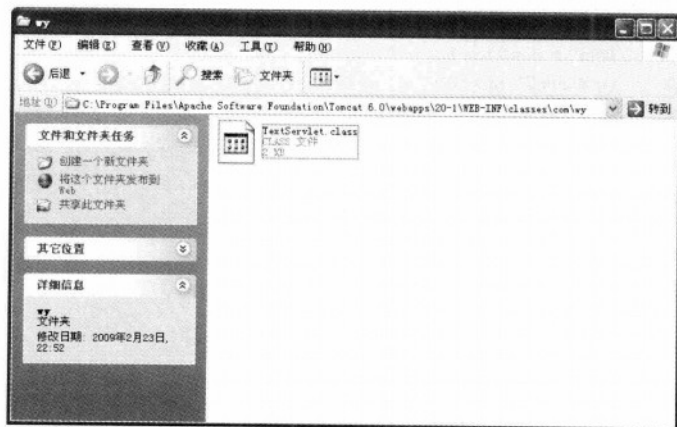 wy
文件(F) 编辑(E) 查看(V) 收藏(A) 工具(T) 帮助(H)
后退 搜索 文件夹
地址(D) C:\Program Files\Apache Software Foundation\Tomcat 6.0\webapps\20-1\WEB-INF\classes\com\wy 转到
文件和文件夹任务
创建一个新文件夹
将这个文件夹发布到
Web
共享此文件夹
其它位置
详细信息
wy
文件夹
修改日期: 2009年2月23日,
22:52
TestServlet.class
CLASS 文件
2 KB